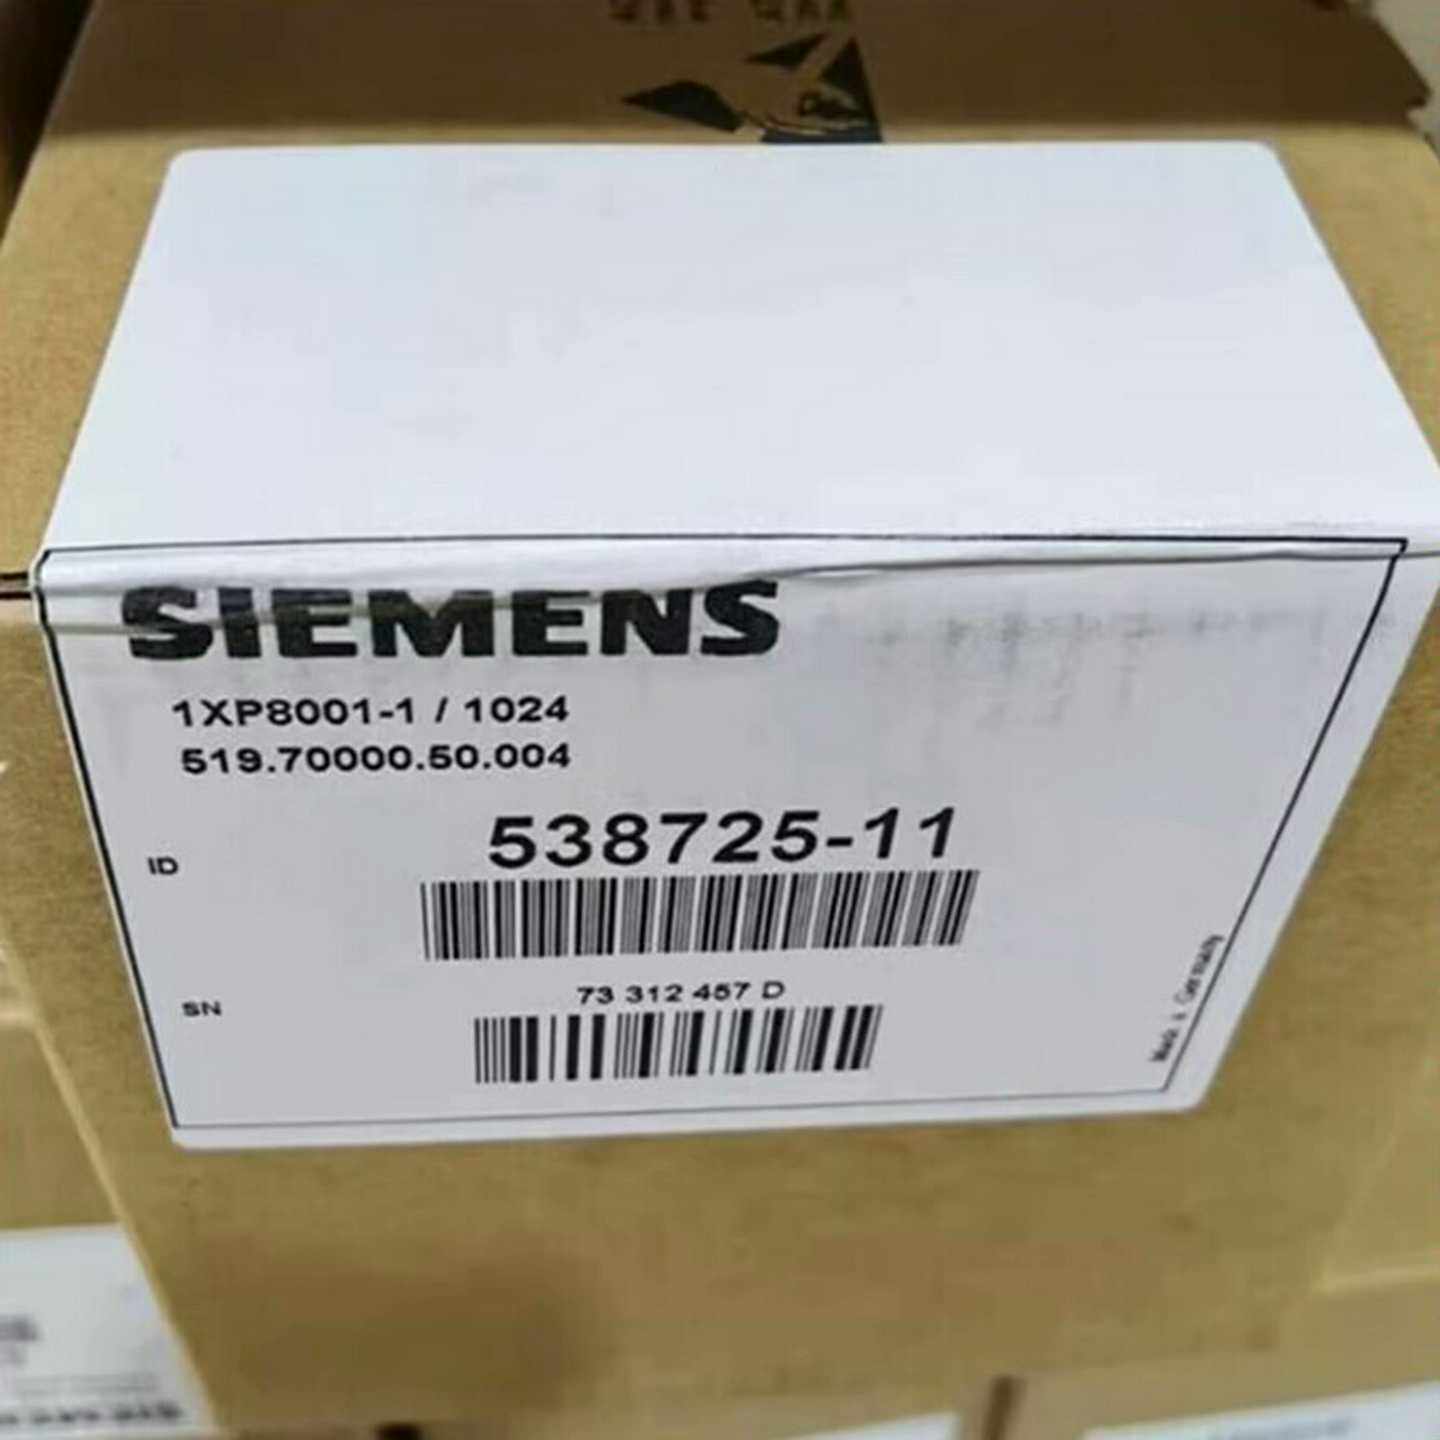 SIEMENS
1XP8001-1 / 1024
519.70000.50.004
ID
538725-11
73 312 457 D
SN
Made in Germany